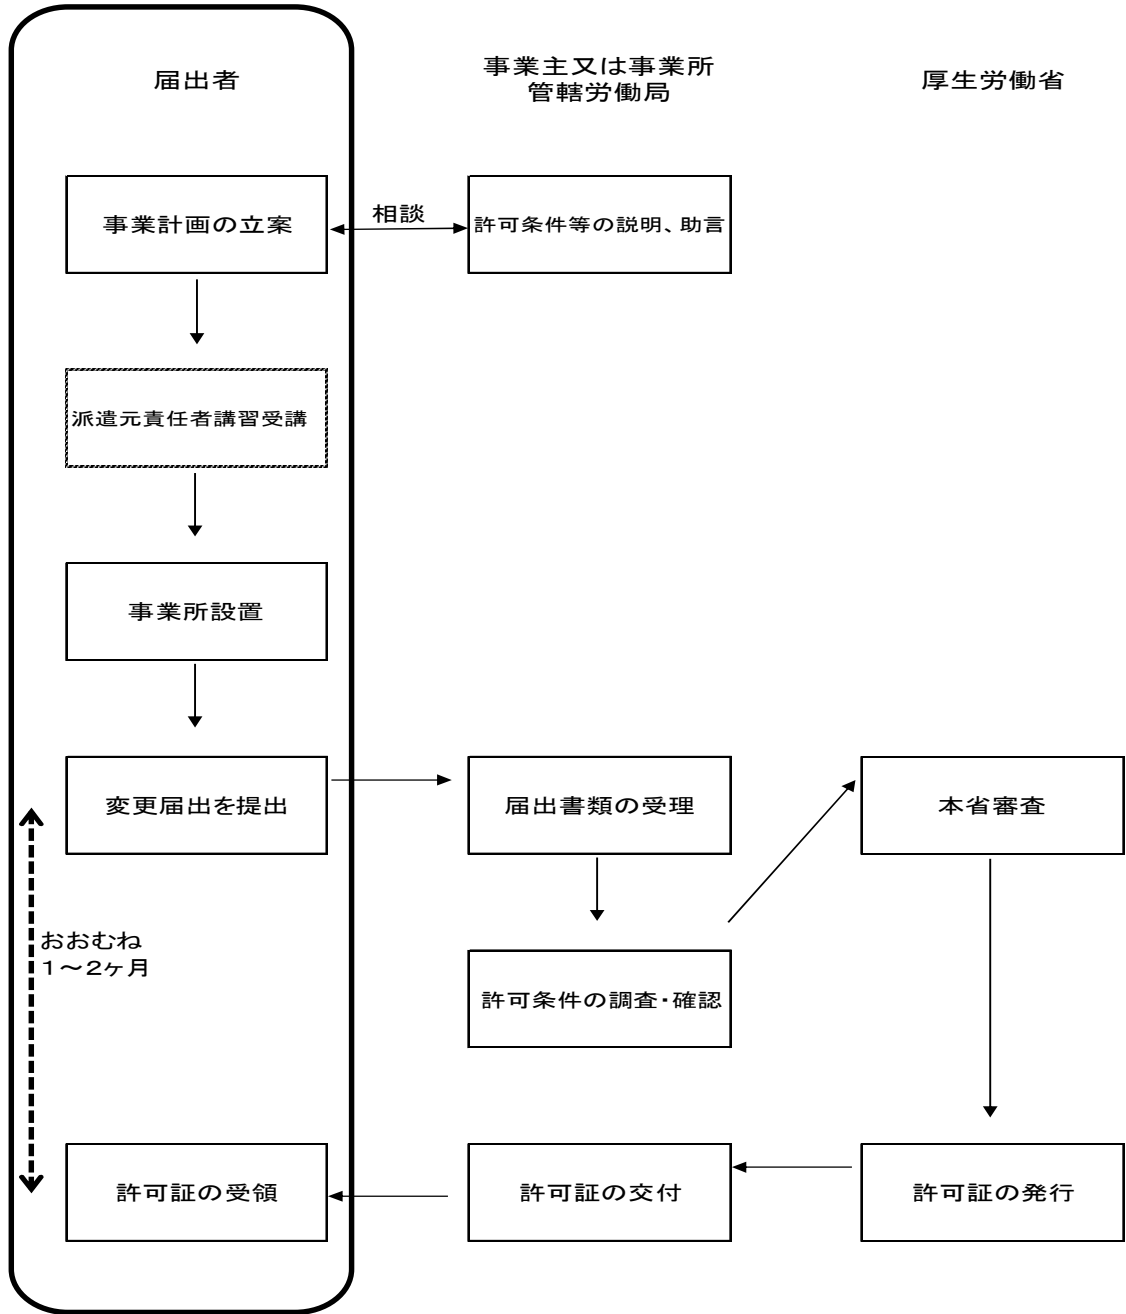 届出者
事業主又は事業所
管轄労働局
厚生労働省
事業計画の立案
相談
許可条件等の説明、助言
派遣元責任者講習受講
事業所設置
変更届出を提出
届出書類の受理
本省審査
おおむね
1～2ヶ月
許可条件の調査・確認
許可証の受領
許可証の交付
許可証の発行